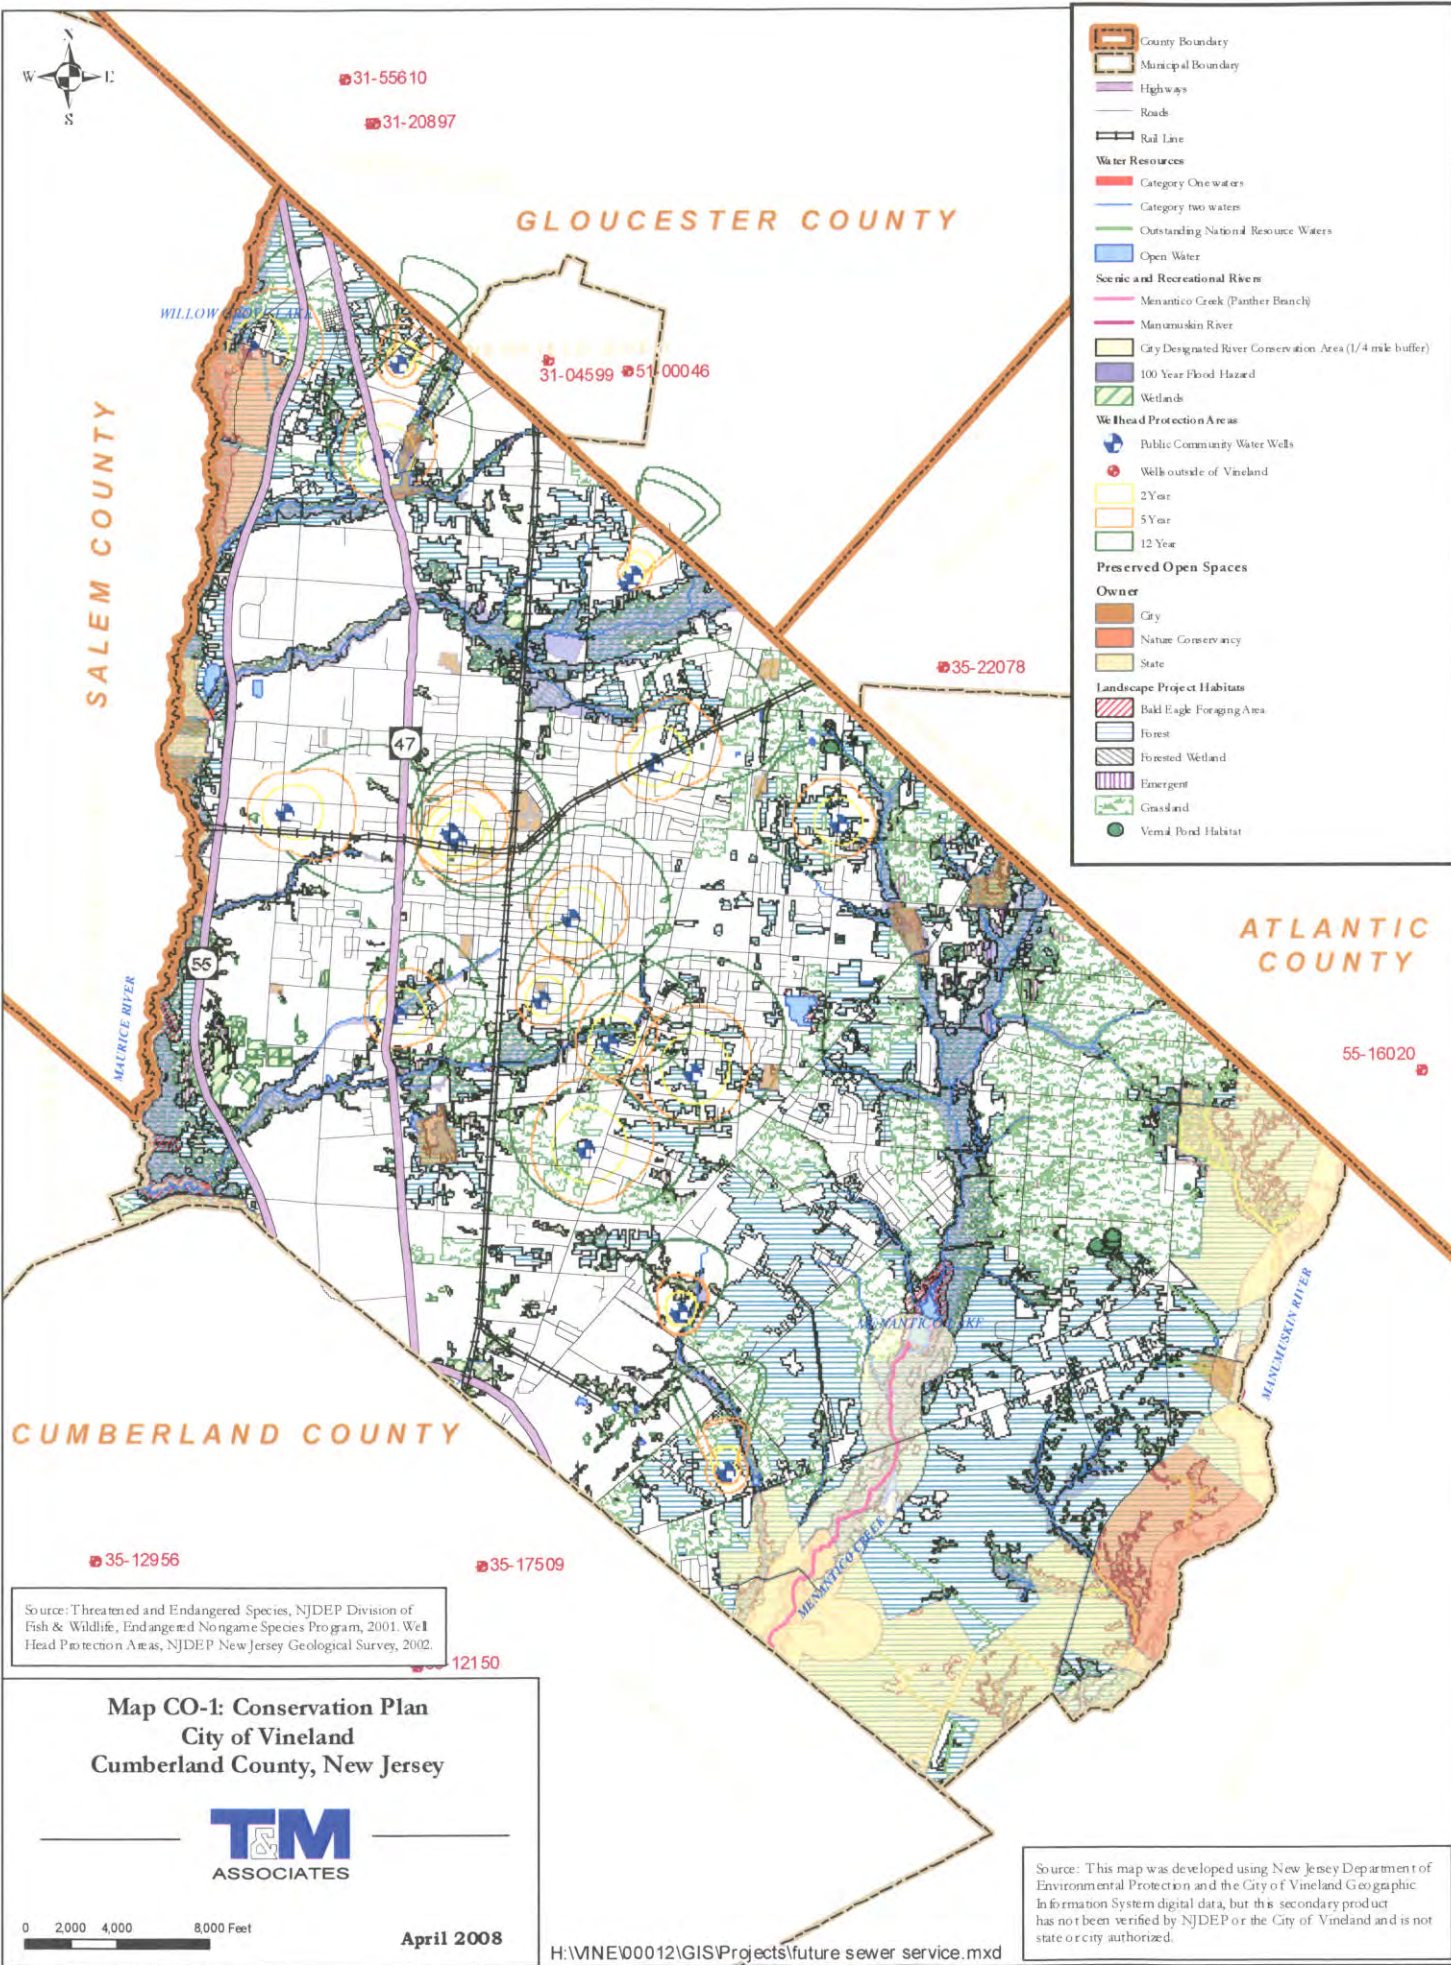 N
W E
S
31-55610
31-20897
GLOUCESTER COUNTY
WILLOW GROVE LAKE
31-04599
51-00046
SALEM COUNTY
35-22078
47
55
MAURICE RIVER
ATLANTIC
COUNTY
55-16020
MENANTICO LAKE
MANUMUSKIN RIVER
CUMBERLAND COUNTY
MENANTICO CREEK
35-12956
35-17509
12150
County Boundary
Municipal Boundary
Highways
Roads
Rail Line
Water Resources
Category One waters
Category two waters
Outstanding National Resource Waters
Open Water
Scenic and Recreational Rivers
Menantico Creek (Panther Branch)
Manumuskin River
City Designated River Conservation Area (1/4 mile buffer)
100 Year Flood Hazard
Wetlands
Wellhead Protection Areas
Public Community Water Wells
Wells outside of Vineland
2 Year
5 Year
12 Year
Preserved Open Spaces
Owner
City
Nature Conservancy
State
Landscape Project Habitats
Bald Eagle Foraging Area
Forest
Forested Wetland
Emergent
Grassland
Vernal Pond Habitat
Source: Threatened and Endangered Species, NJDEP Division of
Fish & Wildlife, Endangered Nongame Species Program, 2001. Well
Head Protection Areas, NJDEP New Jersey Geological Survey, 2002.
Map CO-1: Conservation Plan
City of Vineland
Cumberland County, New Jersey
T&M
ASSOCIATES
0 2,000 4,000 8,000 Feet
April 2008
H:\VINE\00012\GIS\Projects\future sewer service.mxd
Source: This map was developed using New Jersey Department of
Environmental Protection and the City of Vineland Geographic
Information System digital data, but this secondary product
has not been verified by NJDEP or the City of Vineland and is not
state or city authorized.